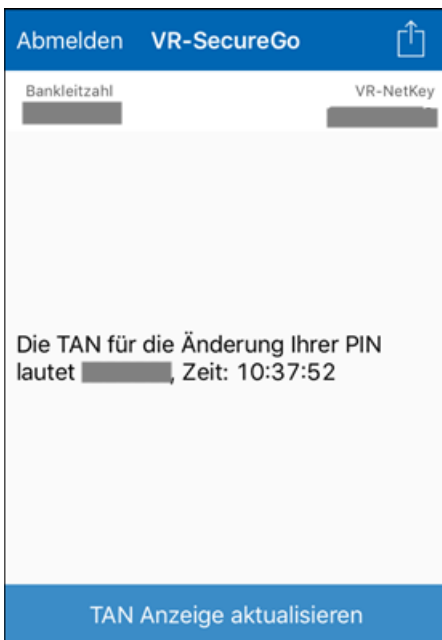 Abmelden VR-SecureGo
Bankleitzahl VR-NetKey
Die TAN für die Änderung Ihrer PIN
lautet , Zeit: 10:37:52
TAN Anzeige aktualisieren